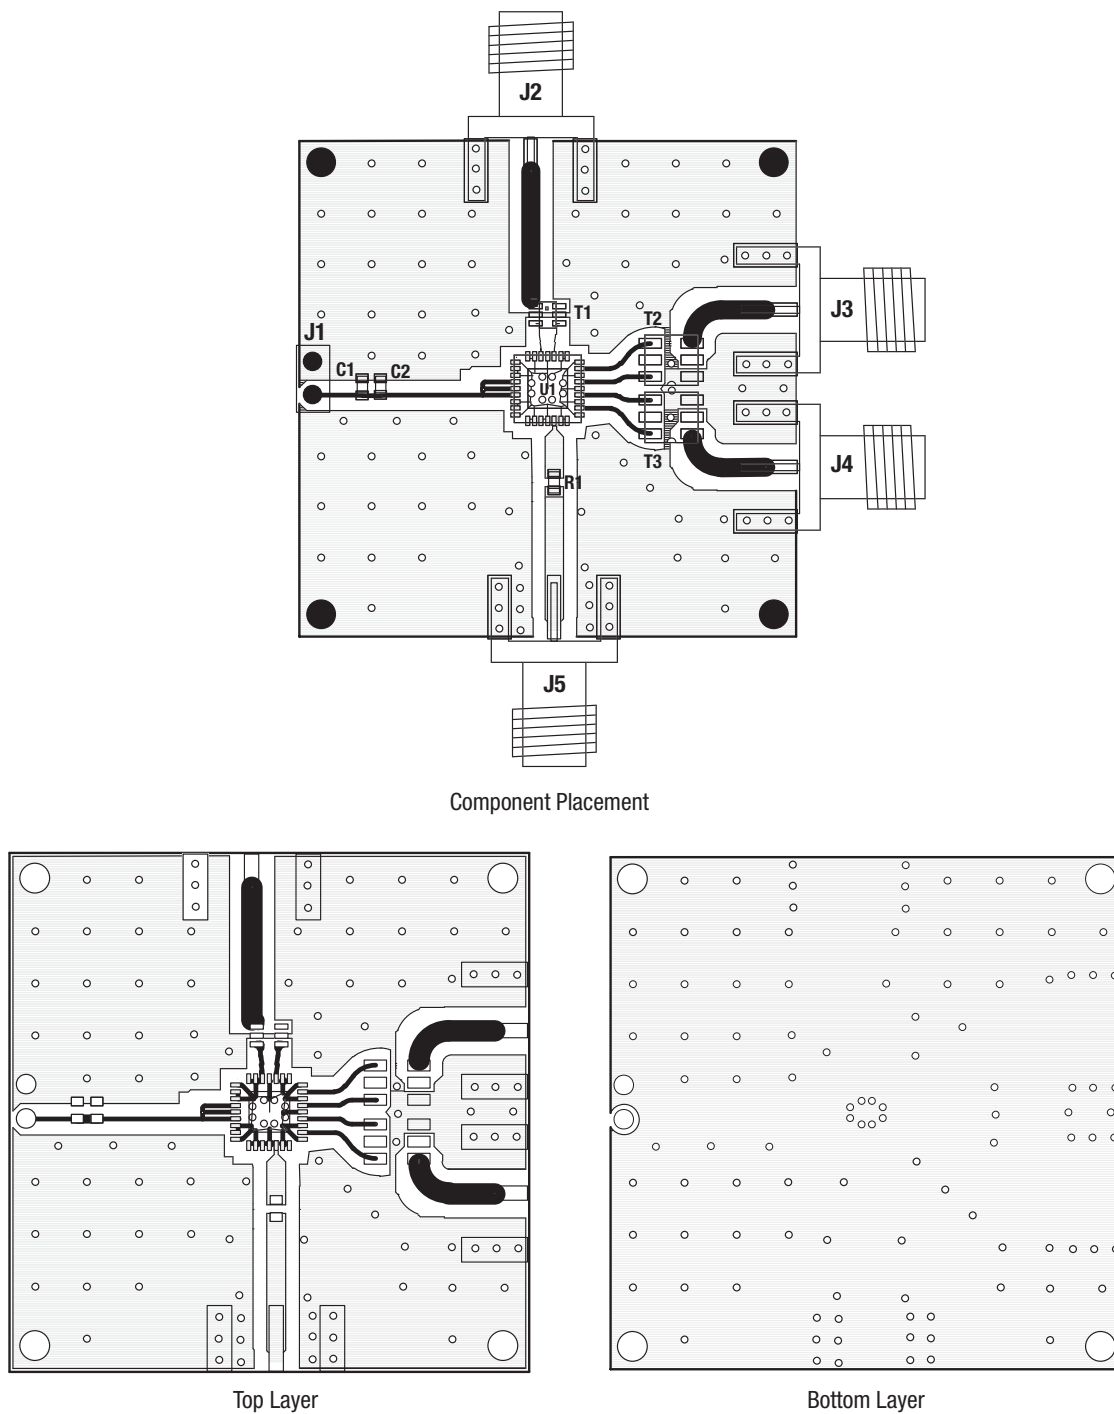 J2
T1
T2
J3
J1
C1
C2
U1
T3
J4
R1
J5
Component Placement
Top Layer
Bottom Layer